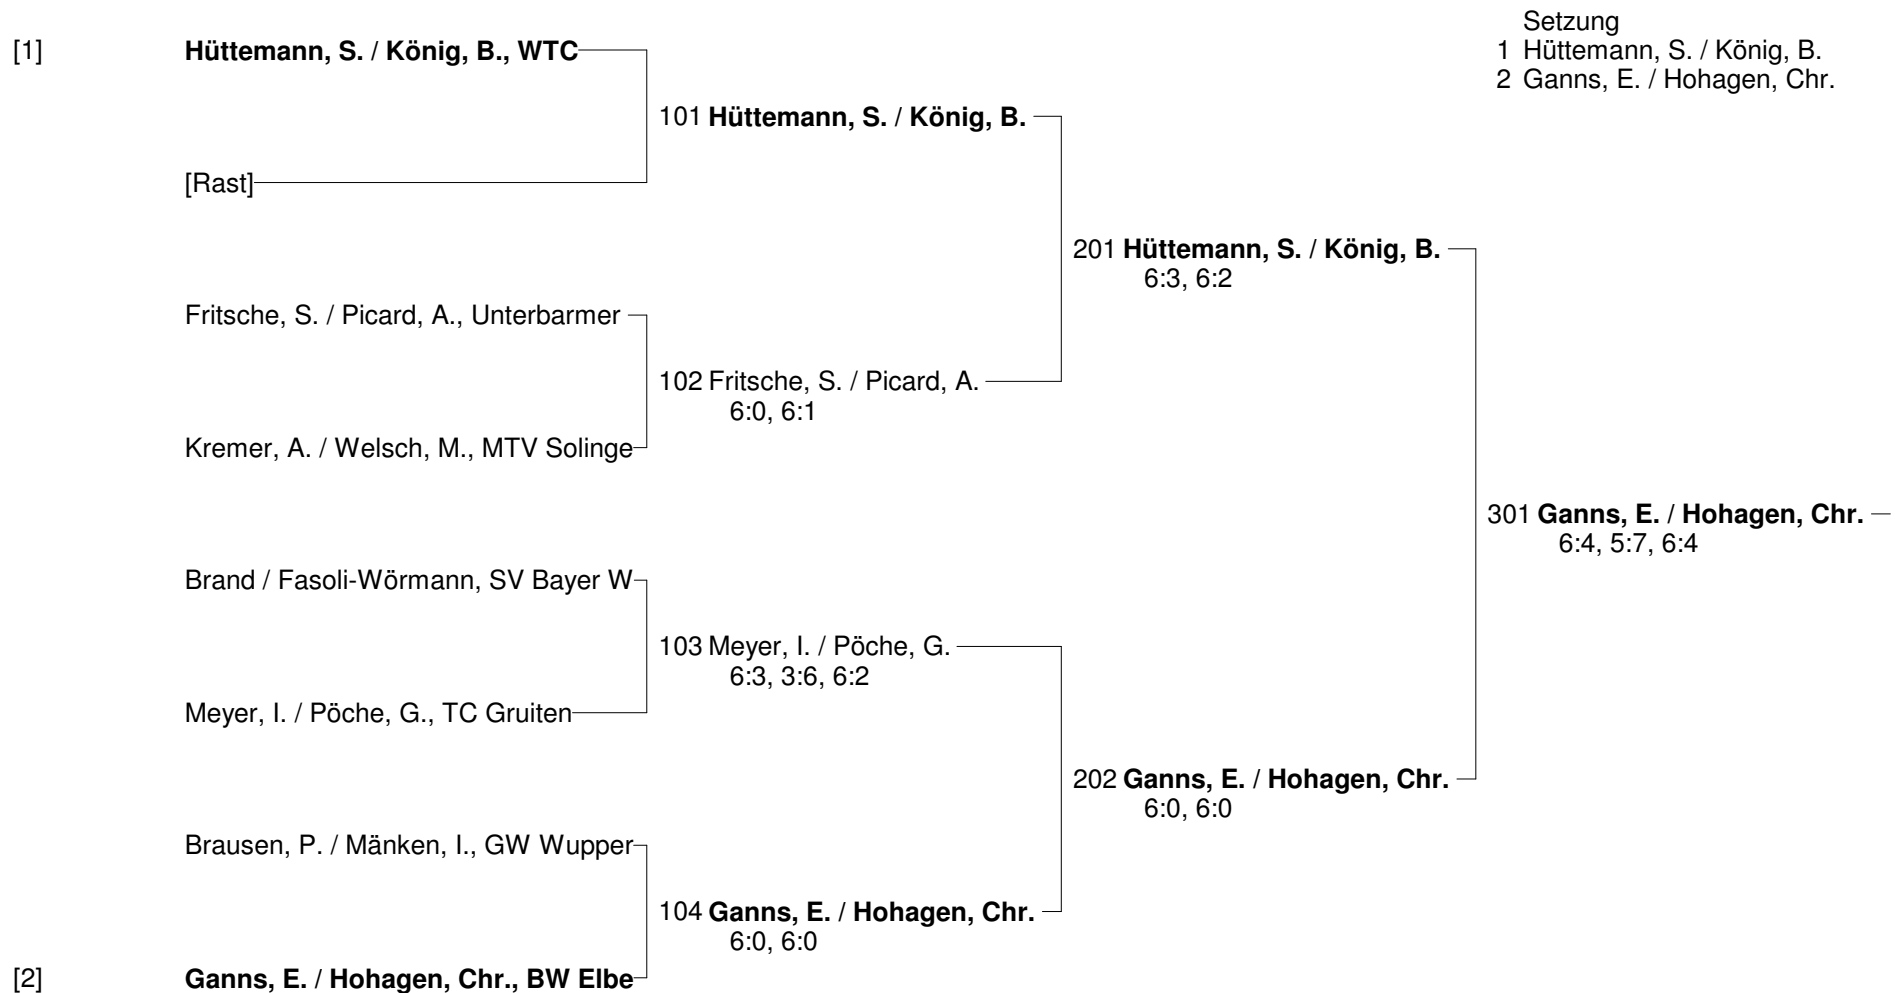 Setzung
[1] Hüttemann, S. / König, B., WTC
1 Hüttemann, S. / König, B.
2 Ganns, E. / Hohagen, Chr.
101 Hüttemann, S. / König, B.
[Rast]
201 Hüttemann, S. / König, B.
6:3, 6:2
Fritsche, S. / Picard, A., Unterbarmer
102 Fritsche, S. / Picard, A.
6:0, 6:1
Kremer, A. / Welsch, M., MTV Solinge
301 Ganns, E. / Hohagen, Chr.
6:4, 5:7, 6:4
Brand / Fasoli-Wörmann, SV Bayer W
103 Meyer, I. / Pöche, G.
6:3, 3:6, 6:2
Meyer, I. / Pöche, G., TC Gruiten
202 Ganns, E. / Hohagen, Chr.
6:0, 6:0
Brausen, P. / Mänken, I., GW Wupper
104 Ganns, E. / Hohagen, Chr.
6:0, 6:0
[2] Ganns, E. / Hohagen, Chr., BW Elbe